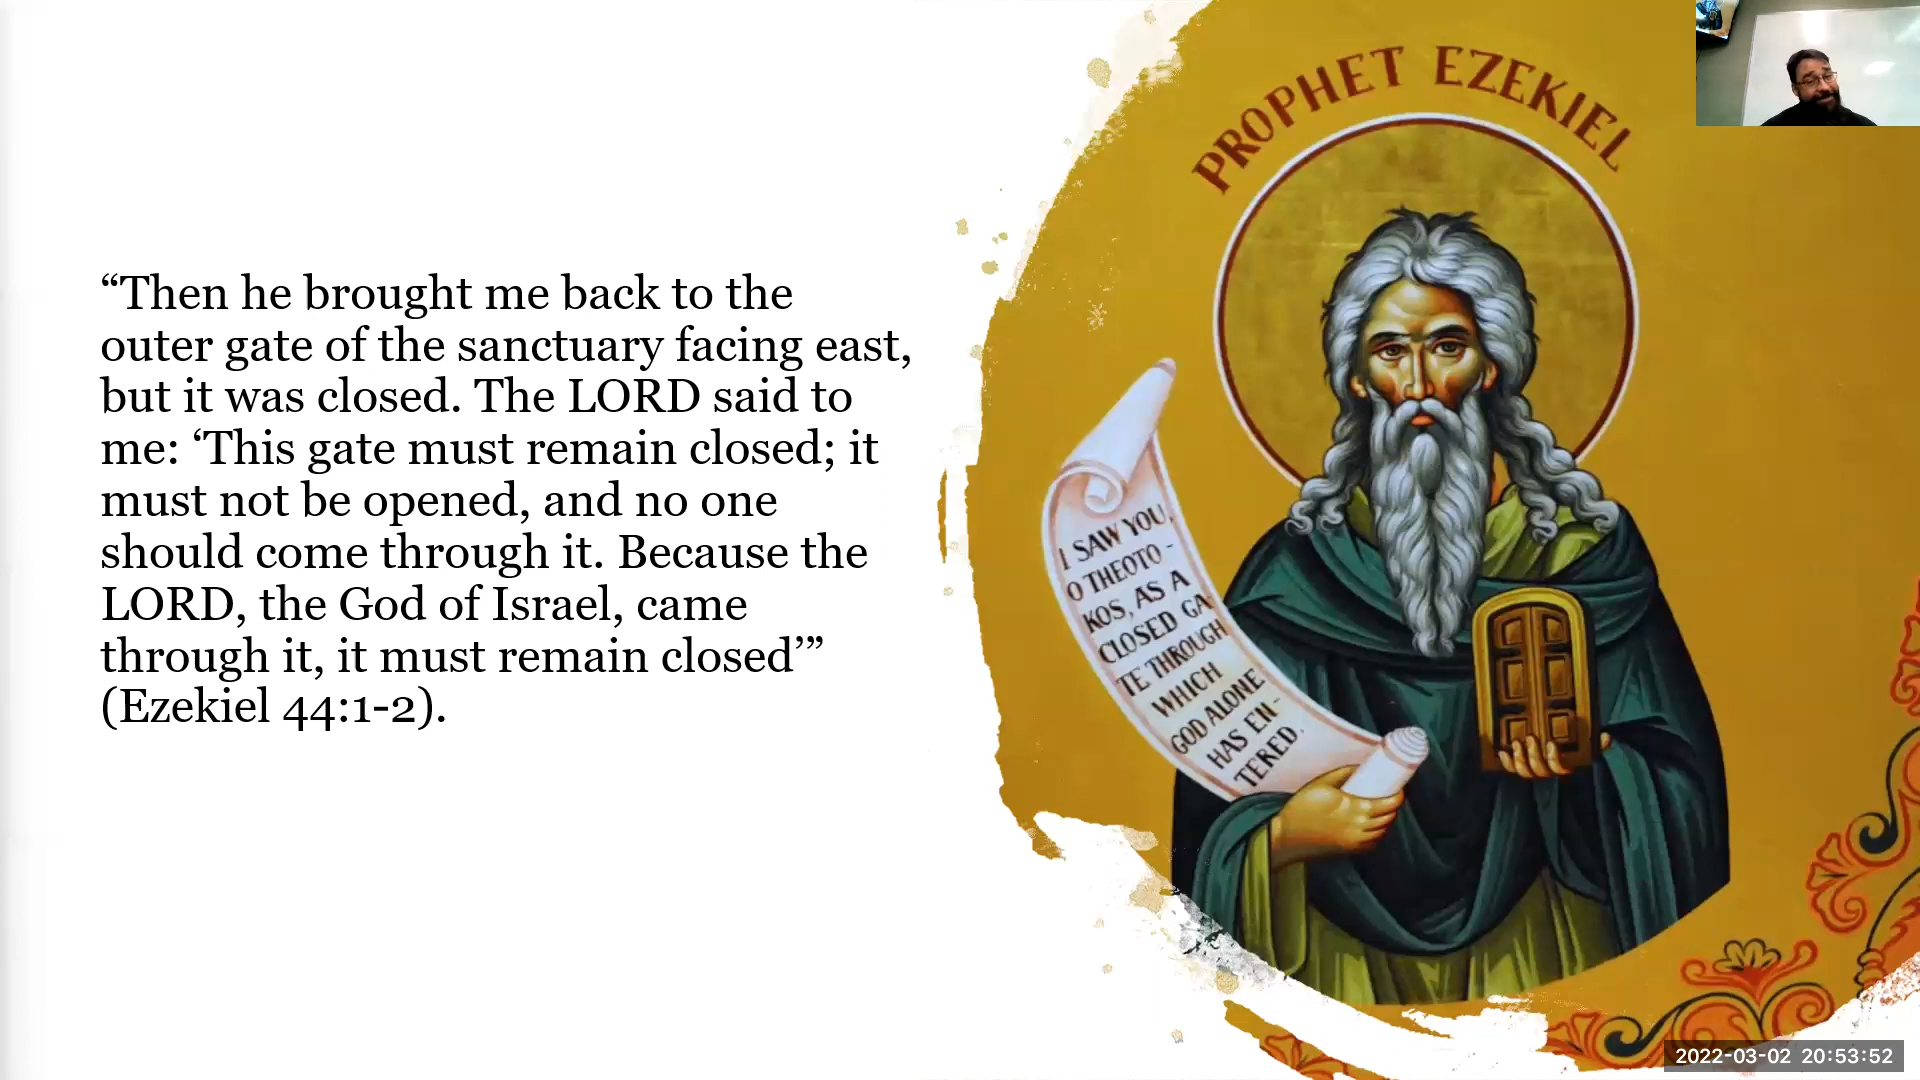 “Then he brought me back to the
outer gate of the sanctuary facing east,
but it was closed. The LORD said to
me: ‘This gate must remain closed; it
must not be opened, and no one
should come through it. Because the
LORD, the God of Israel, came
through it, it must remain closed’”
(Ezekiel 44:1-2).
PROPHET EZEKIEL
I SAW YOU,
O THEOTO-
KOS, AS A
CLOSED GA-
TE THROUGH
WHICH
GOD ALONE
HAS EN-
TERED.
2022-03-02 20:53:52